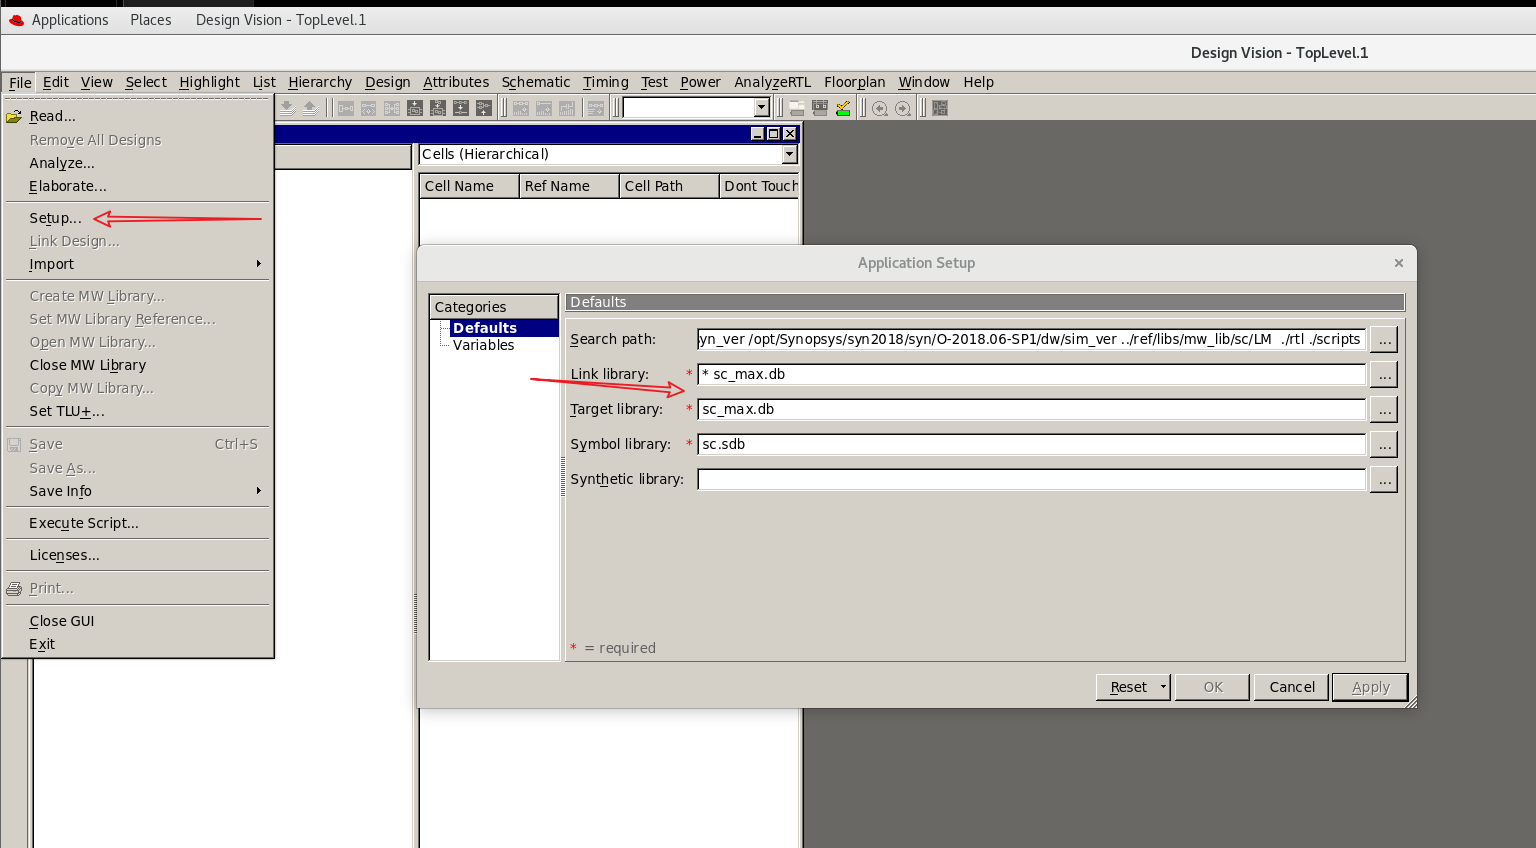 Applications Places Design Vision - TopLevel.1
Design Vision - TopLevel.1
File Edit View Select Highlight List Hierarchy Design Attributes Schematic Timing Test Power AnalyzeRTL Floorplan Window Help
Read...
Remove All Designs
Analyze...
Elaborate...
Setup...
Link Design...
Import
Create MW Library...
Set MW Library Reference...
Open MW Library...
Close MW Library
Copy MW Library...
Set TLU+...
Save Ctrl+S
Save As...
Save Info
Execute Script...
Licenses...
Print...
Close GUI
Exit
Cells (Hierarchical)
Cell Name Ref Name Cell Path Dont Touch
Application Setup
Categories
Defaults
Variables
Defaults
Search path: yn_ver /opt/Synopsys/syn2018/syn/O-2018.06-SP1/dw/sim_ver ../ref/libs/mw_lib/sc/LM ./rtl ./scripts ...
Link library: * * sc_max.db ...
Target library: * sc_max.db ...
Symbol library: * sc.sdb ...
Synthetic library: ...
* = required
Reset OK Cancel Apply